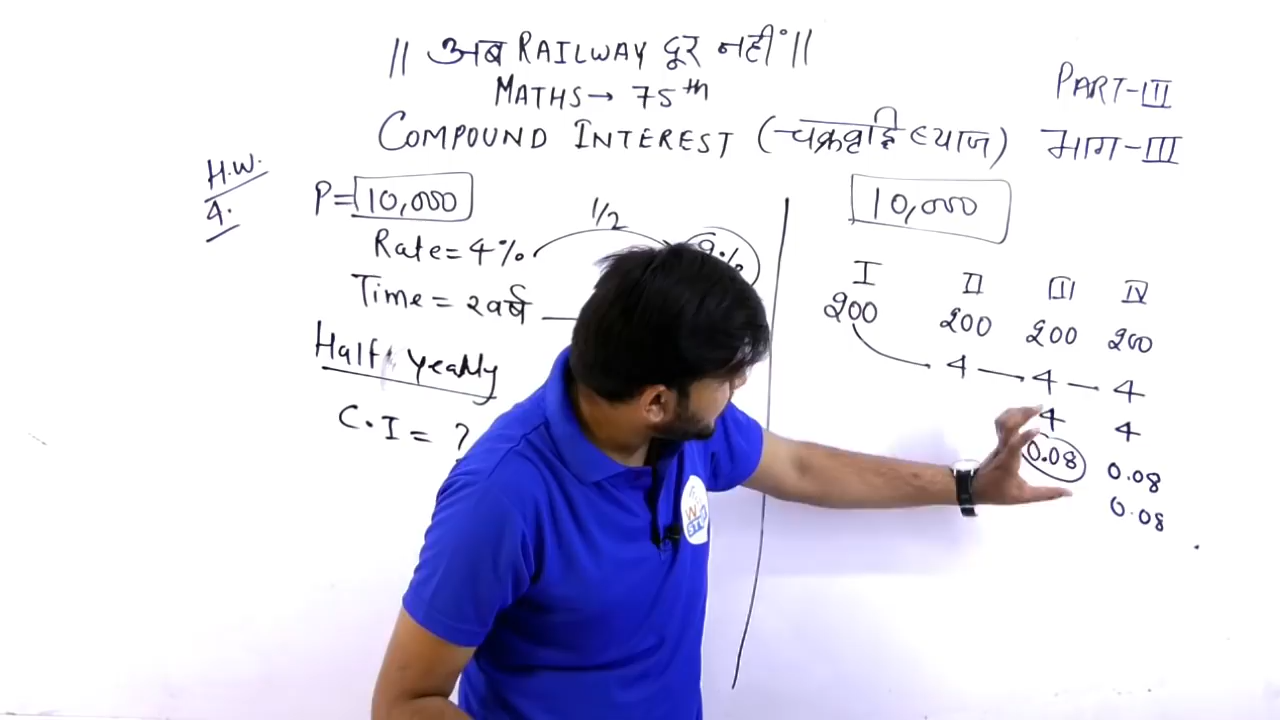 || अब RAILWAY दूर नहीं ||
MATHS → 75th
COMPOUND INTEREST (चक्रवृद्धि ब्याज)
PART-III
भाग-III
H.W.
4.
P= 10,000
Rate = 4%
1/2
2%
Time = 2वर्ष
Half yeally
C.I = ?
10,000
I II III IV
200 200 200 200
4 — 4 — 4
4 4
0.08 0.08
0.08